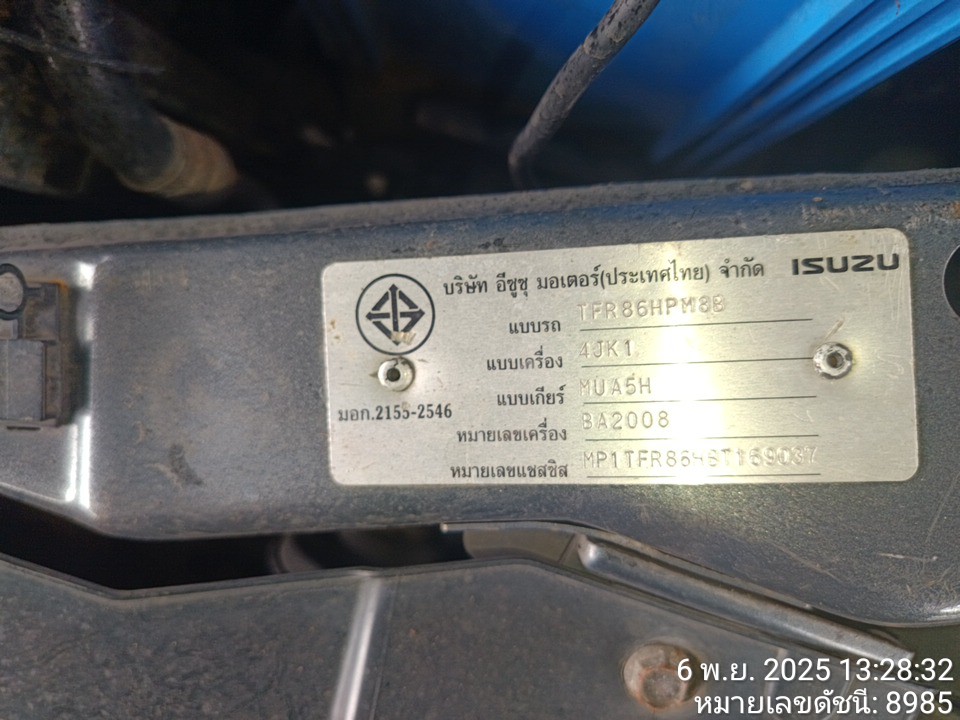 บริษัท อีซูซุ มอเตอร์(ประเทศไทย) จำกัด ISUZU
แบบรถ TFR86HPM8B
แบบเครื่อง 4JK1
แบบเกียร์ MUA5H
มอก.2155-2546
หมายเลขเครื่อง BA2008
หมายเลขแชสซิส MP1TFR86HST169037
6 พ.ย. 2025 13:28:32
หมายเลขดัชนี: 8985